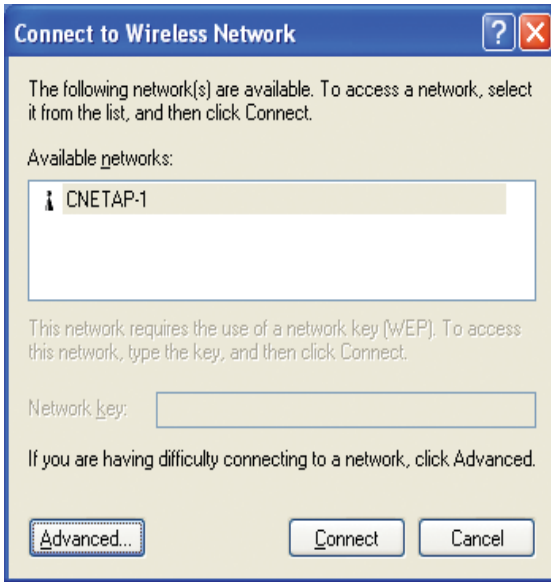 Connect to Wireless Network
The following network(s) are available. To access a network, select
it from the list, and then click Connect.
Available networks:
CNETAP-1
This network requires the use of a network key (WEP). To access
this network, type the key, and then click Connect.
Network key:
If you are having difficulty connecting to a network, click Advanced.
Advanced... Connect Cancel